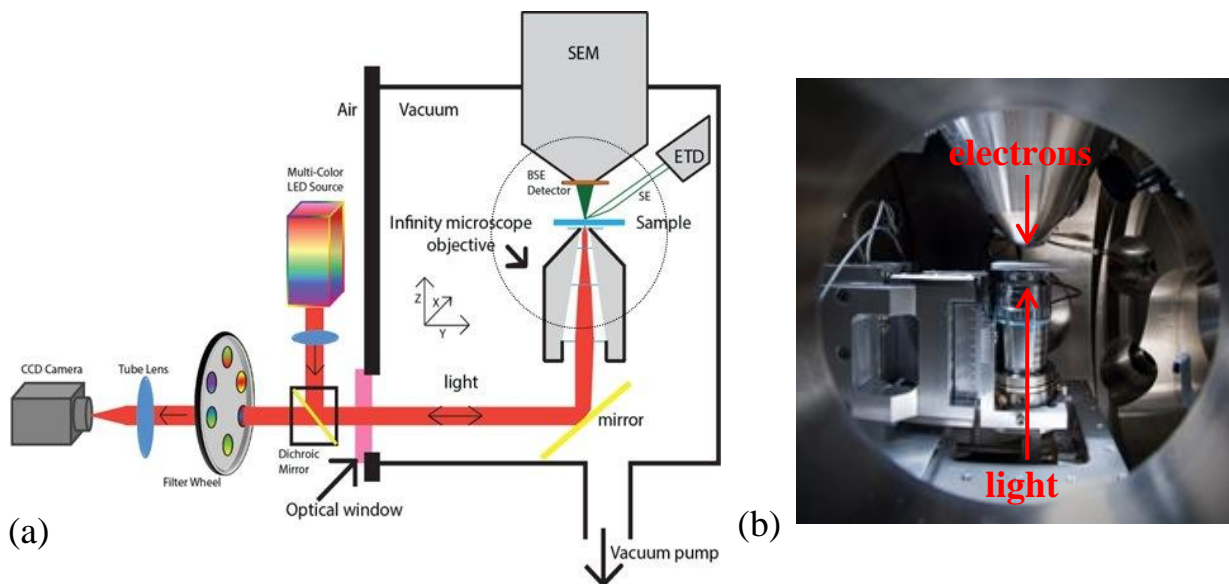 SEM
Air
Vacuum
ETD
Multi-Color
LED Source
BSE
Detector
SE
Infinity microscope
objective
Sample
Z
X
Y
CCD Camera
Tube Lens
light
mirror
Dichroic
Mirror
Filter Wheel
Optical window
Vacuum pump
(a)
electrons
light
(b)